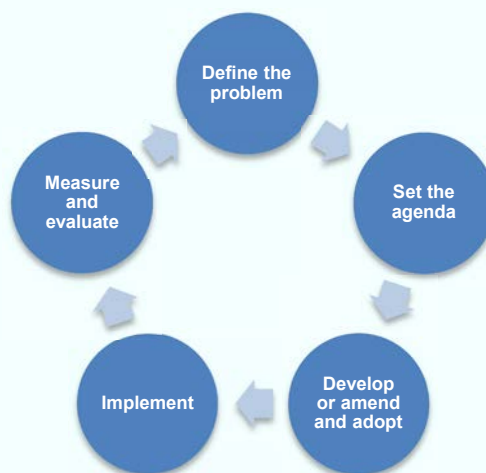 Define the
problem
Set the
agenda
Develop
or amend
and adopt
Implement
Measure
and
evaluate